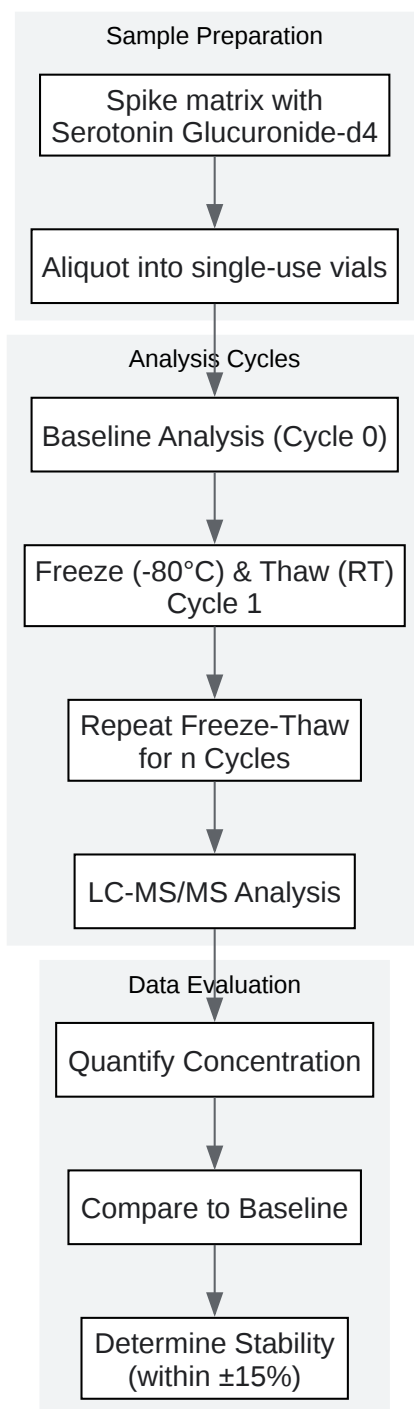 Sample Preparation
Spike matrix with
Serotonin Glucuronide-d4
Aliquot into single-use vials
Analysis Cycles
Baseline Analysis (Cycle 0)
Freeze (-80°C) & Thaw (RT)
Cycle 1
Repeat Freeze-Thaw
for n Cycles
LC-MS/MS Analysis
Data Evaluation
Quantify Concentration
Compare to Baseline
Determine Stability
(within ±15%)